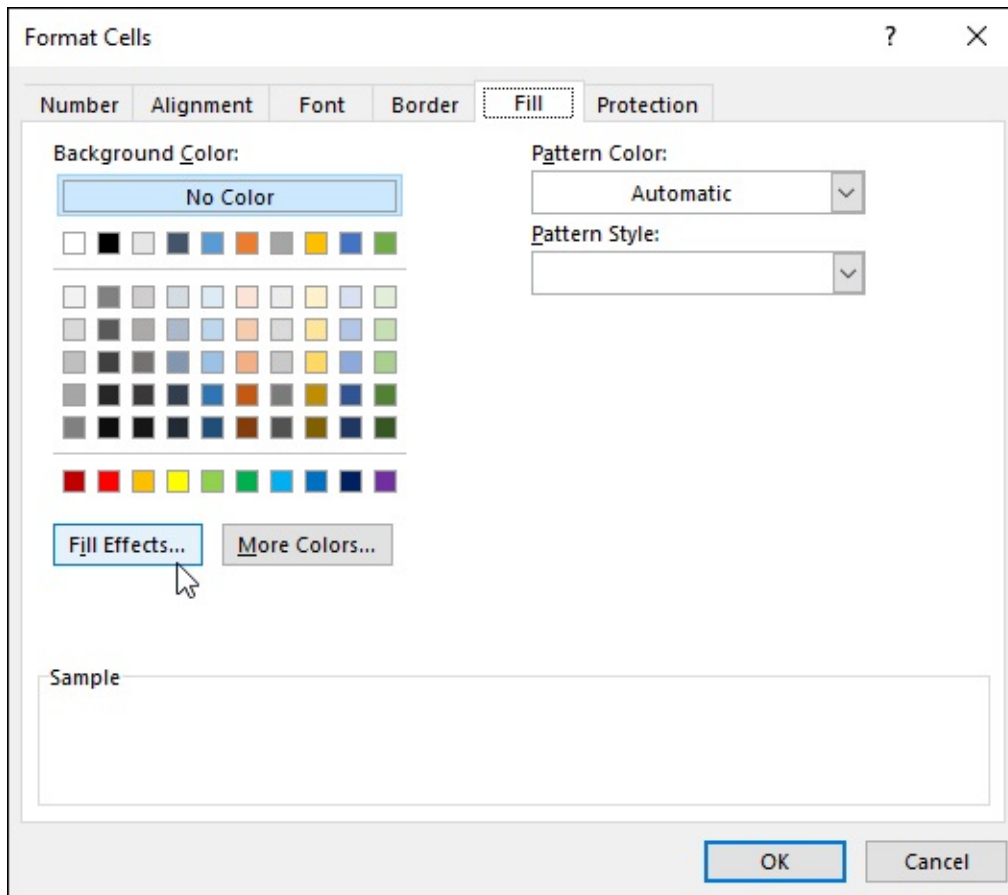 Format Cells
?
Number Alignment Font Border Fill Protection
Background Color:
No Color
Pattern Color:
Automatic
Pattern Style:
Fill Effects... More Colors...
Sample
OK Cancel